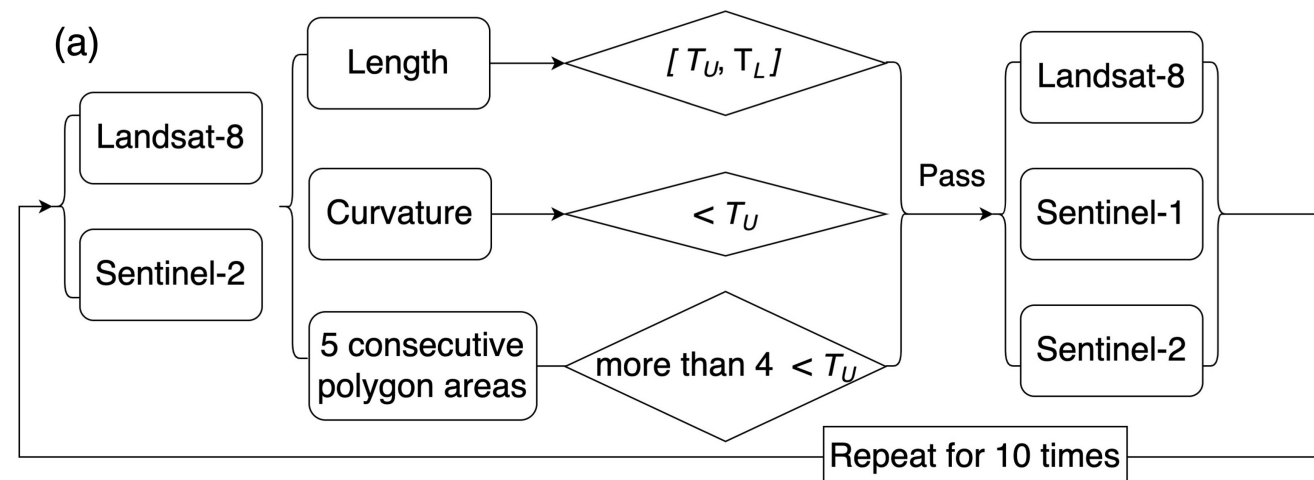 (a)
Landsat-8
Sentinel-2
Length
[ T_U, T_L ]
Curvature
< T_U
5 consecutive
polygon areas
more than 4 < T_U
Pass
Landsat-8
Sentinel-1
Sentinel-2
Repeat for 10 times